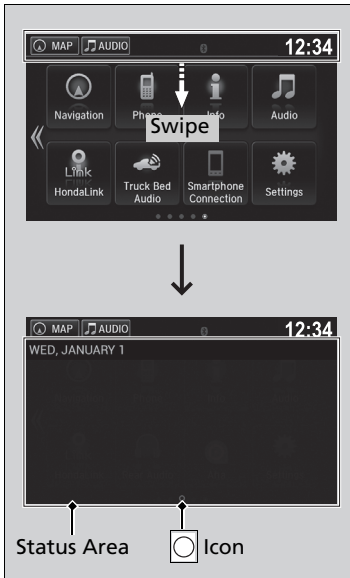 MAP AUDIO 12:34
Navigation Phone Info Audio
Swipe
Link
HondaLink Truck Bed Audio Smartphone Connection Settings
MAP AUDIO 12:34
WED, JANUARY 1
Status Area Icon